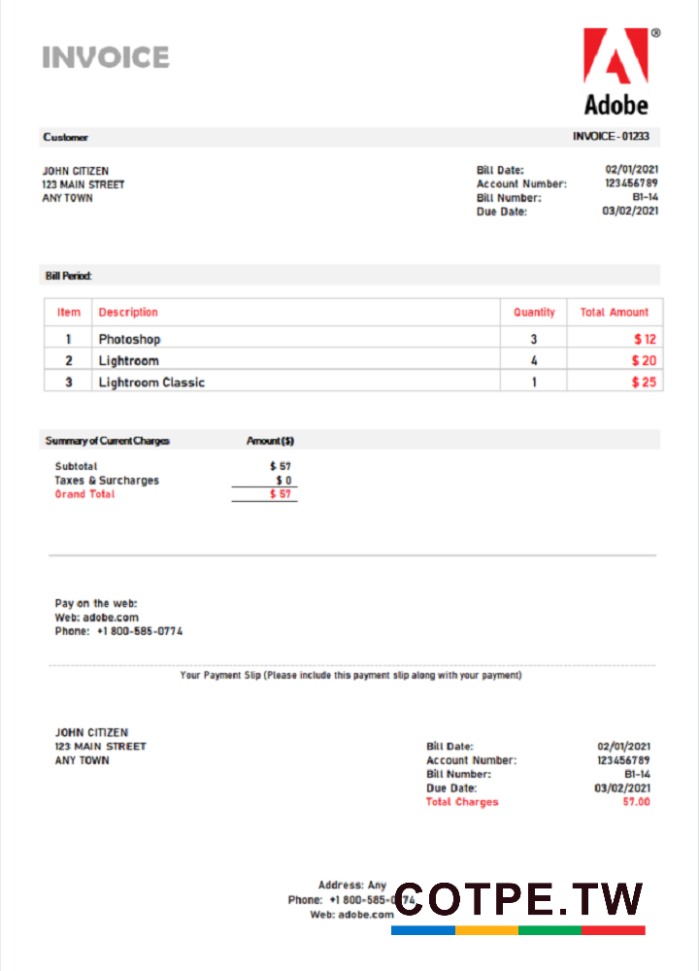 INVOICE
®
Adobe
Customer INVOICE - 01233
JOHN CITIZEN Bill Date: 02/01/2021
123 MAIN STREET Account Number: 123456789
ANY TOWN Bill Number: B1-14
Due Date: 03/02/2021
Bill Period:
Item Description Quantity Total Amount
1 Photoshop 3 $ 12
2 Lightroom 4 $ 20
3 Lightroom Classic 1 $ 25
Summary of Current Charges Amount ($)
Subtotal $ 57
Taxes & Surcharges $ 0
Grand Total $ 57
Pay on the web:
Web: adobe.com
Phone: +1 800-585-0774
Your Payment Slip (Please include this payment slip along with your payment)
JOHN CITIZEN Bill Date: 02/01/2021
123 MAIN STREET Account Number: 123456789
ANY TOWN Bill Number: B1-14
Due Date: 03/02/2021
Total Charges 57.00
Address: Any
Phone: +1 800-585-0774
Web: adobe.com
COTPE.TW